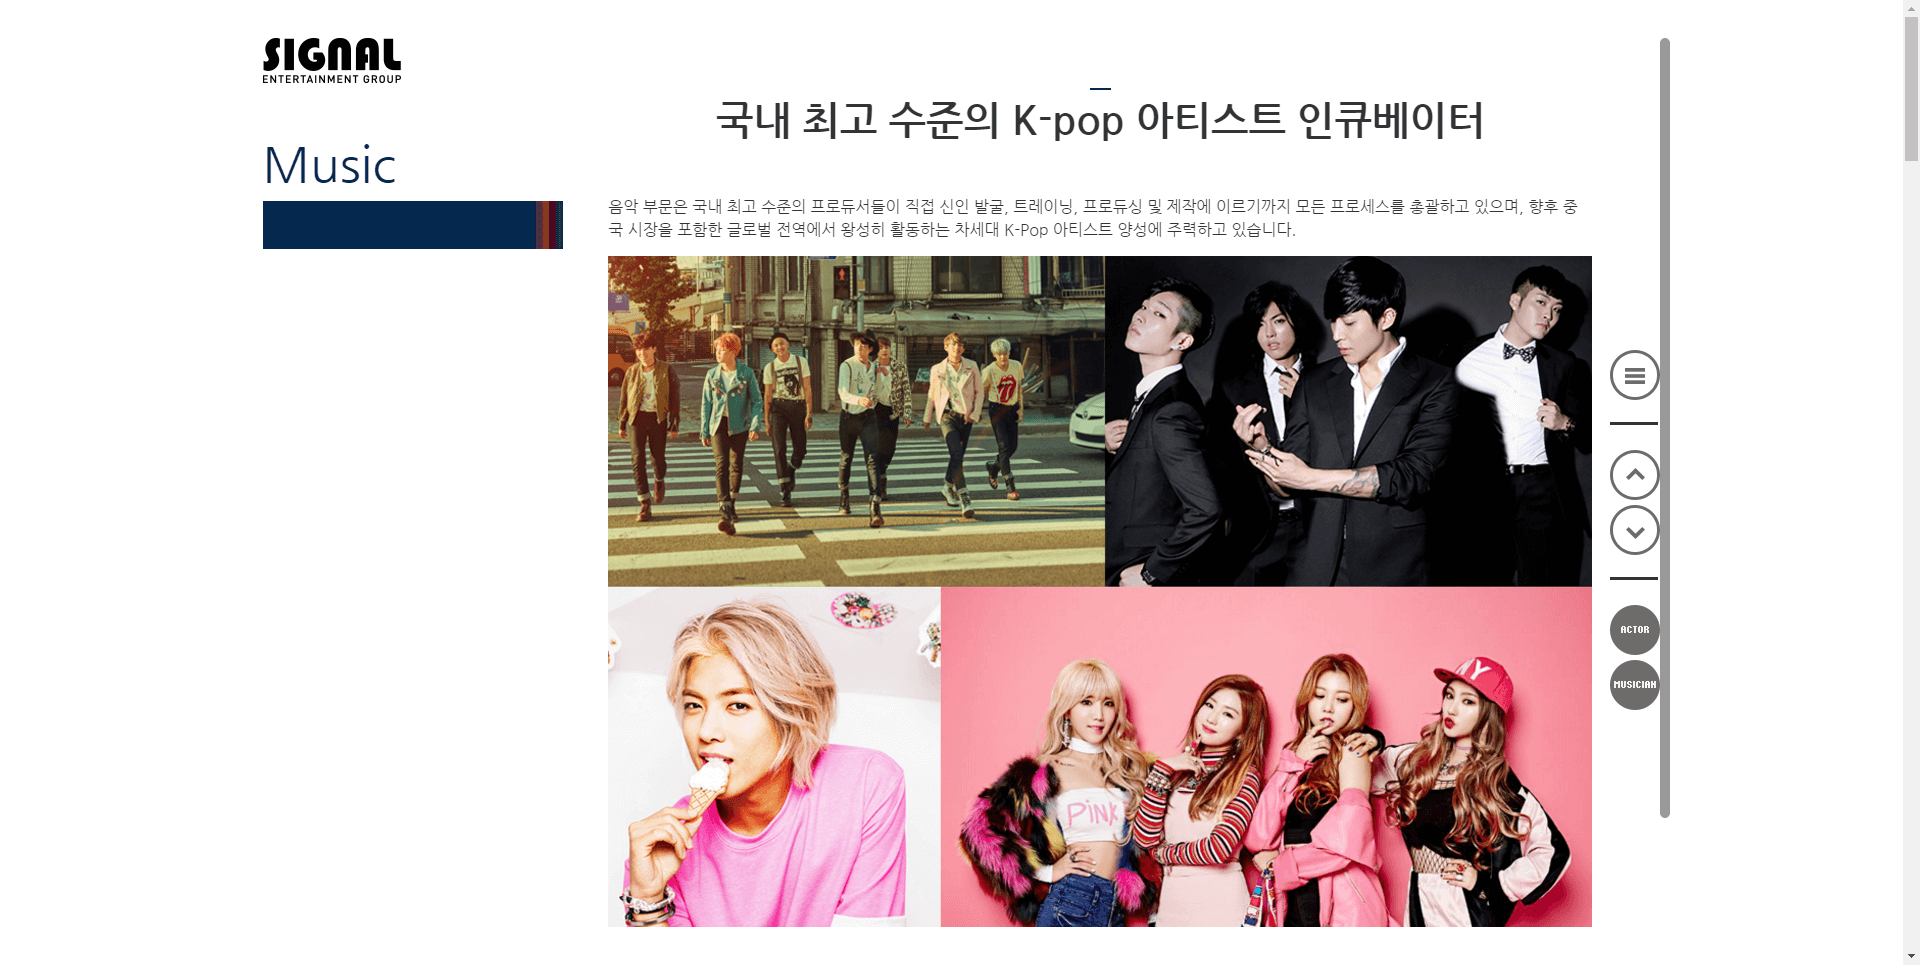 SIGNAL
ENTERTAINMENT GROUP
Music
국내 최고 수준의 K-pop 아티스트 인큐베이터
음악 부문은 국내 최고 수준의 프로듀서들이 직접 신인 발굴, 트레이닝, 프로듀싱 및 제작에 이르기까지 모든 프로세스를 총괄하고 있으며, 향후 중
국 시장을 포함한 글로벌 전역에서 왕성히 활동하는 차세대 K-Pop 아티스트 양성에 주력하고 있습니다.
ACTOR
MUSICIAN
PINK
NY